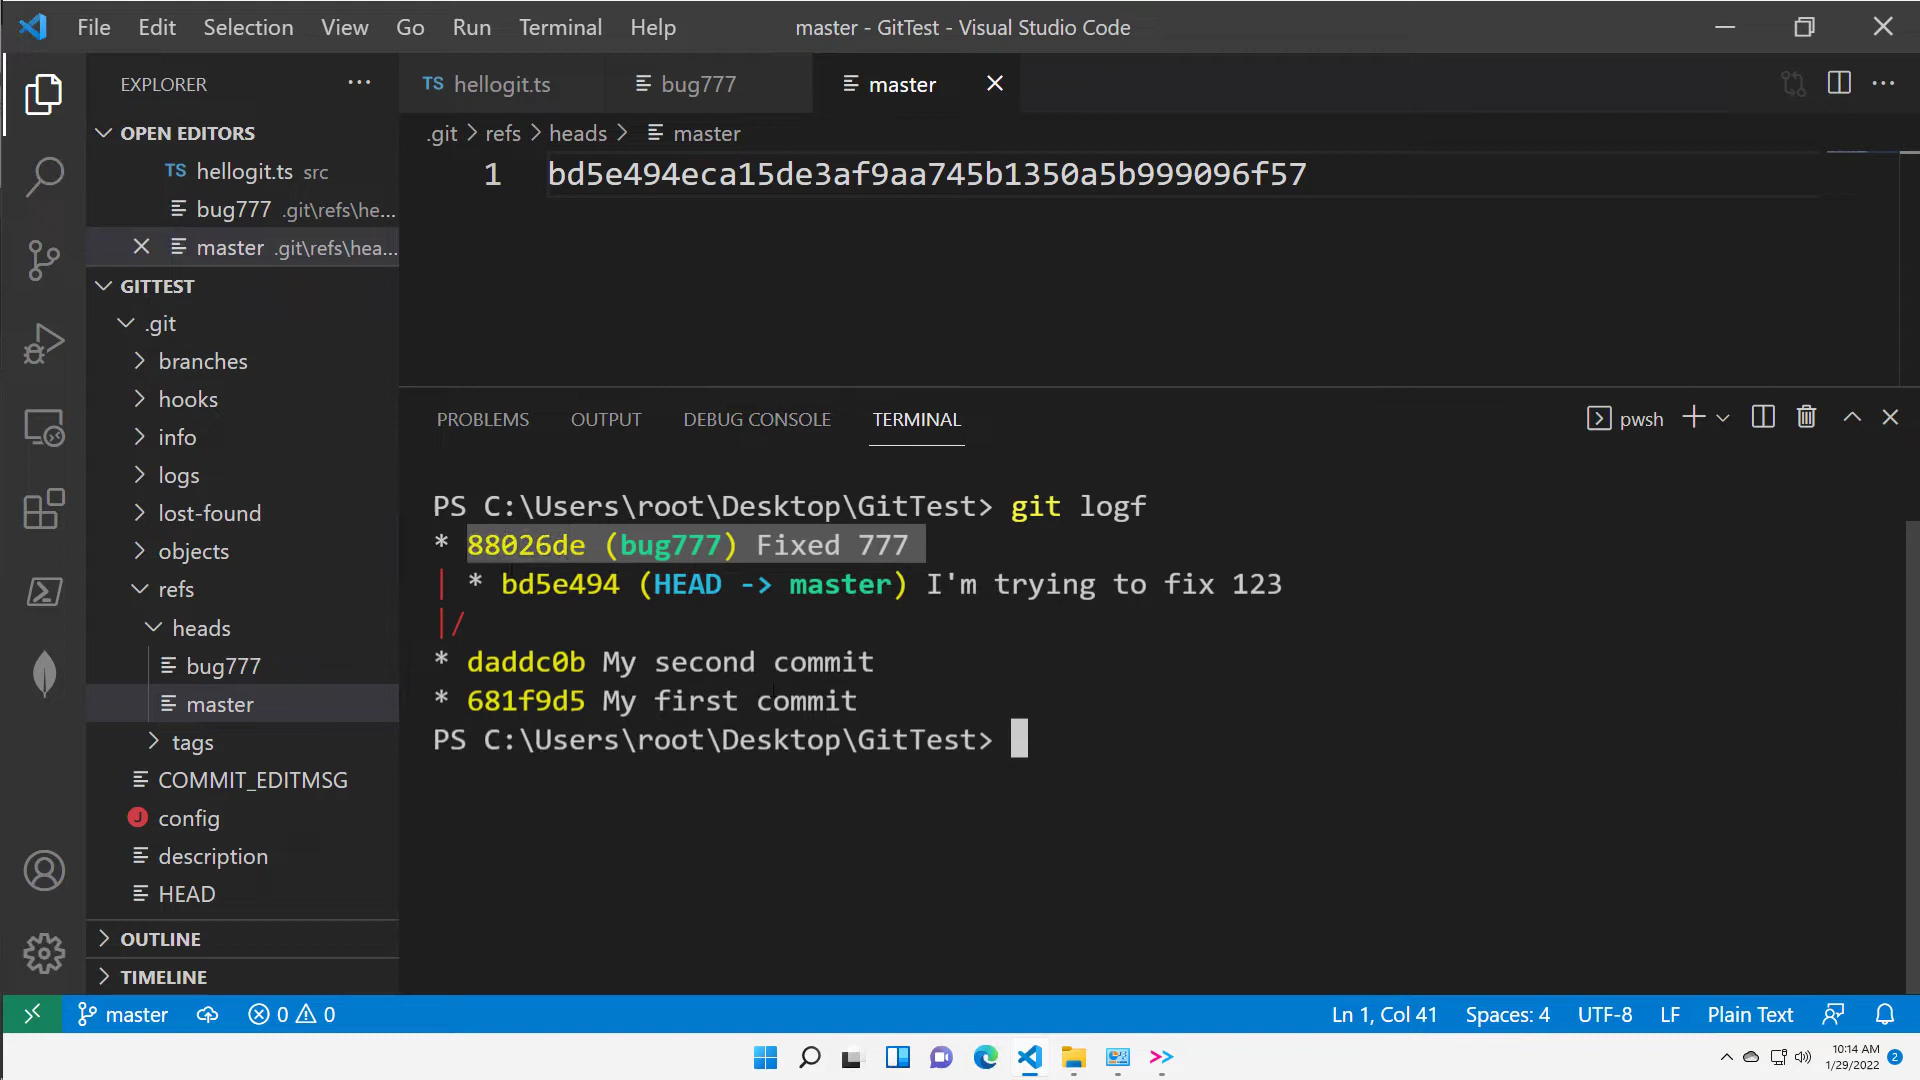 File Edit Selection View Go Run Terminal Help master - GitTest - Visual Studio Code
EXPLORER
TS hellogit.ts bug777 master
OPEN EDITORS
.git > refs > heads > master
TS hellogit.ts src
1 bd5e494eca15de3af9aa745b1350a5b999096f57
bug777 .git\refs\he...
master .git\refs\hea...
GITTEST
.git
branches
hooks
info
logs
lost-found
objects
refs
heads
bug777
master
tags
COMMIT_EDITMSG
J config
description
HEAD
OUTLINE
TIMELINE
PROBLEMS OUTPUT DEBUG CONSOLE TERMINAL pwsh
PS C:\Users\root\Desktop\GitTest> git logf
* 88026de (bug777) Fixed 777
| * bd5e494 (HEAD -> master) I'm trying to fix 123
|/
* daddc0b My second commit
* 681f9d5 My first commit
PS C:\Users\root\Desktop\GitTest>
master 0 0 Ln 1, Col 41 Spaces: 4 UTF-8 LF Plain Text
10:14 AM
1/29/2022 2